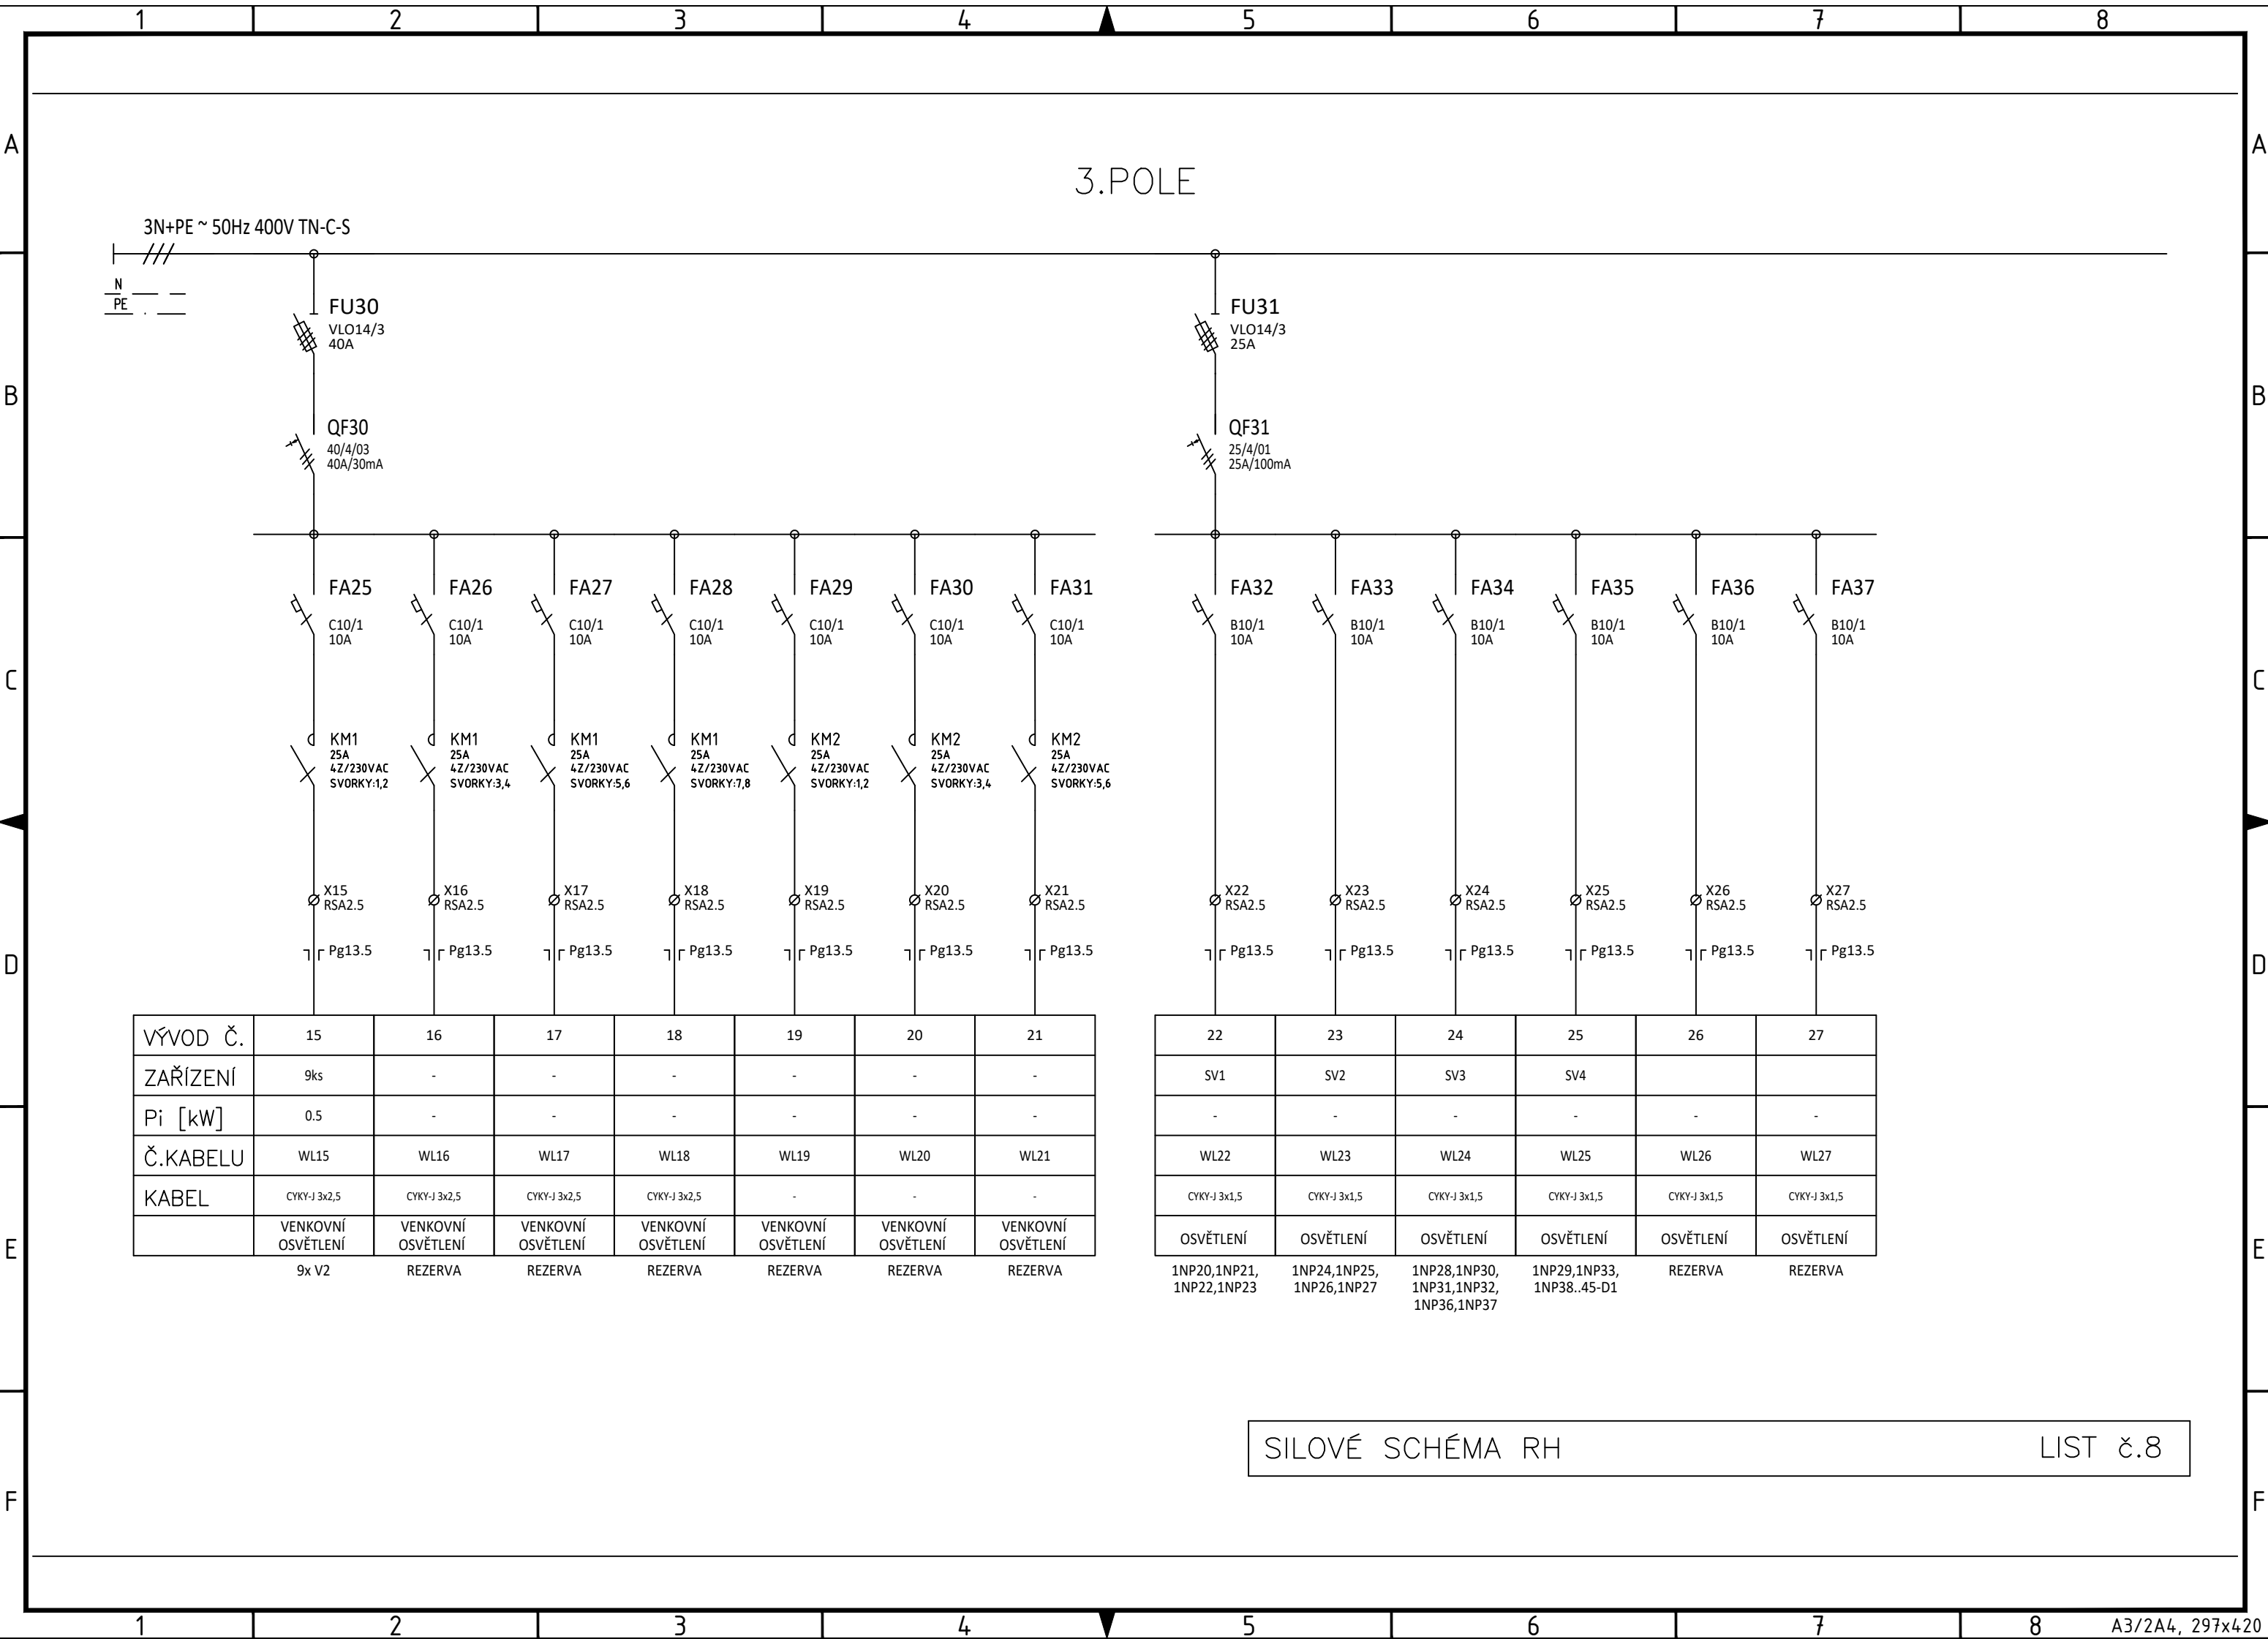 1 2 3 4 5 6 7 8
A A
3.POLE
3N+PE ~ 50Hz 400V TN-C-S
N
PE
FU30
VLO14/3
40A
FU31
VLO14/3
25A
B B
QF30
40/4/03
40A/30mA
QF31
25/4/01
25A/100mA
FA25 FA26 FA27 FA28 FA29 FA30 FA31 FA32 FA33 FA34 FA35 FA36 FA37
C10/1 C10/1 C10/1 C10/1 C10/1 C10/1 C10/1 B10/1 B10/1 B10/1 B10/1 B10/1 B10/1
10A 10A 10A 10A 10A 10A 10A 10A 10A 10A 10A 10A 10A
C C
KM1 KM1 KM1 KM1 KM2 KM2 KM2
25A 25A 25A 25A 25A 25A 25A
4Z/230VAC 4Z/230VAC 4Z/230VAC 4Z/230VAC 4Z/230VAC 4Z/230VAC 4Z/230VAC
SVORKY:1,2 SVORKY:3,4 SVORKY:5,6 SVORKY:7,8 SVORKY:1,2 SVORKY:3,4 SVORKY:5,6
X15 X16 X17 X18 X19 X20 X21 X22 X23 X24 X25 X26 X27
RSA2.5 RSA2.5 RSA2.5 RSA2.5 RSA2.5 RSA2.5 RSA2.5 RSA2.5 RSA2.5 RSA2.5 RSA2.5 RSA2.5 RSA2.5
Pg13.5 Pg13.5 Pg13.5 Pg13.5 Pg13.5 Pg13.5 Pg13.5 Pg13.5 Pg13.5 Pg13.5 Pg13.5 Pg13.5 Pg13.5
D D
VÝVOD Č. 15 16 17 18 19 20 21 22 23 24 25 26 27
ZAŘÍZENÍ 9ks - - - - - - SV1 SV2 SV3 SV4
Pi [kW] 0.5 - - - - - - - - - - - -
Č.KABELU WL15 WL16 WL17 WL18 WL19 WL20 WL21 WL22 WL23 WL24 WL25 WL26 WL27
KABEL CYKY-J 3x2,5 CYKY-J 3x2,5 CYKY-J 3x2,5 CYKY-J 3x2,5 - - - CYKY-J 3x1,5 CYKY-J 3x1,5 CYKY-J 3x1,5 CYKY-J 3x1,5 CYKY-J 3x1,5 CYKY-J 3x1,5
VENKOVNÍ VENKOVNÍ VENKOVNÍ VENKOVNÍ VENKOVNÍ VENKOVNÍ VENKOVNÍ
OSVĚTLENÍ OSVĚTLENÍ OSVĚTLENÍ OSVĚTLENÍ OSVĚTLENÍ OSVĚTLENÍ OSVĚTLENÍ OSVĚTLENÍ OSVĚTLENÍ OSVĚTLENÍ OSVĚTLENÍ OSVĚTLENÍ OSVĚTLENÍ
E E
9x V2 REZERVA REZERVA REZERVA REZERVA REZERVA REZERVA 1NP20,1NP21, 1NP24,1NP25, 1NP28,1NP30, 1NP29,1NP33, REZERVA REZERVA
1NP22,1NP23 1NP26,1NP27 1NP31,1NP32, 1NP38..45-D1
1NP36,1NP37
SILOVÉ SCHÉMA RH LIST č.8
F F
1 2 3 4 5 6 7 8 A3/2A4, 297x420